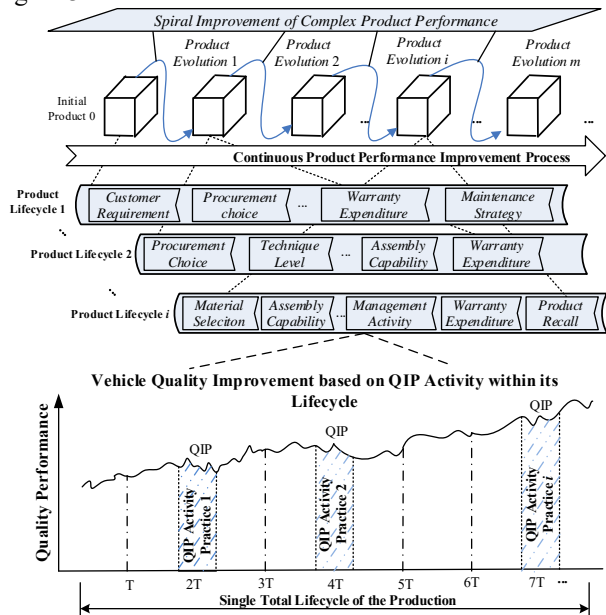 Spiral Improvement of Complex Product Performance
Product
Evolution 1
Product
Evolution 2
Product
Evolution i
Product
Evolution m
Initial
Product 0
...
...
...
Continuous Product Performance Improvement Process
Product
Lifecycle 1
Customer
Requirement
Procurement
choice
...
Warranty
Expenditure
Maintenance
Strategy
...
Product Lifecycle 2
Procurement
Choice
Technique
Level
...
Assembly
Capability
Warranty
Expenditure
...
Product Lifecycle i
Material
Seleciton
Assembly
Capability
...
Management
Activity
Warranty
Expenditure
Product
Recall
Vehicle Quality Improvement based on QIP Activity within its
Lifecycle
Quality Performance
QIP
QIP
QIP
QIP Activity
Practice 1
QIP Activity
Practice 2
QIP Activity
Practice i
T
2T
3T
4T
5T
6T
7T
...
Single Total Lifecycle of the Production